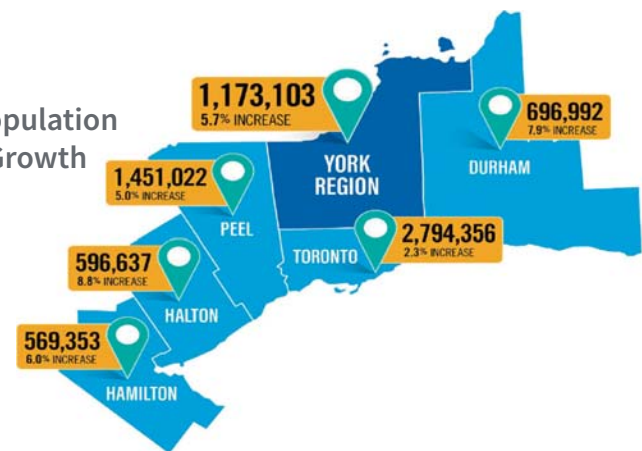 opulation
Growth
1,173,103
5.7% INCREASE
YORK
REGION
696,992
7.9% INCREASE
DURHAM
1,451,022
5.0% INCREASE
PEEL
2,794,356
2.3% INCREASE
TORONTO
596,637
8.8% INCREASE
HALTON
569,353
6.0% INCREASE
HAMILTON